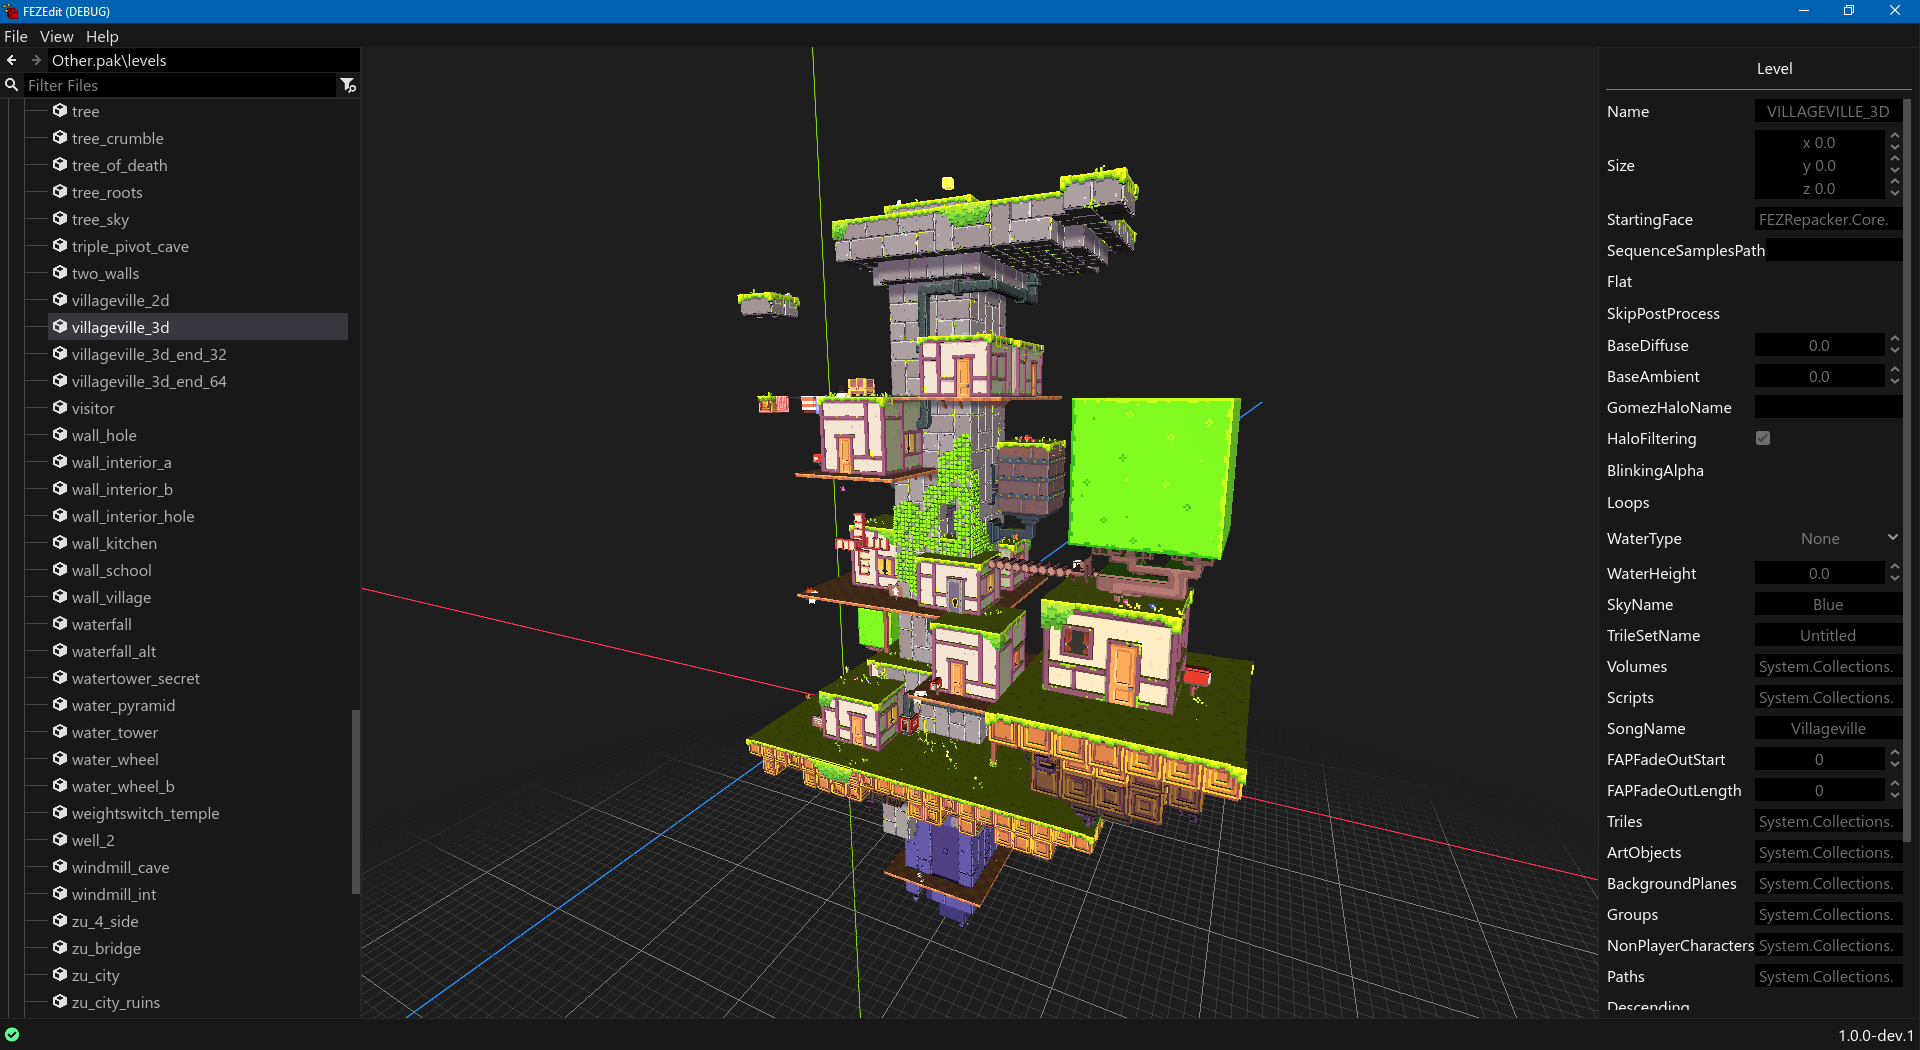 FEZEdit (DEBUG)
File View Help
Other.pak\levels
Filter Files
tree
tree_crumble
tree_of_death
tree_roots
tree_sky
triple_pivot_cave
two_walls
villageville_2d
villageville_3d
villageville_3d_end_32
villageville_3d_end_64
visitor
wall_hole
wall_interior_a
wall_interior_b
wall_interior_hole
wall_kitchen
wall_school
wall_village
waterfall
waterfall_alt
watertower_secret
water_pyramid
water_tower
water_wheel
water_wheel_b
weightswitch_temple
well_2
windmill_cave
windmill_int
zu_4_side
zu_bridge
zu_city
zu_city_ruins
Level
Name VILLAGEVILLE_3D
Size x 0.0
y 0.0
z 0.0
StartingFace FEZRepacker.Core.
SequenceSamplesPath
Flat
SkipPostProcess
BaseDiffuse 0.0
BaseAmbient 0.0
GomezHaloName
HaloFiltering
BlinkingAlpha
Loops
WaterType None
WaterHeight 0.0
SkyName Blue
TrileSetName Untitled
Volumes System.Collections.
Scripts System.Collections.
SongName Villageville
FAPFadeOutStart 0
FAPFadeOutLength 0
Triles System.Collections.
ArtObjects System.Collections.
BackgroundPlanes System.Collections.
Groups System.Collections.
NonPlayerCharacters System.Collections.
Paths System.Collections.
Descending
1.0.0-dev.1